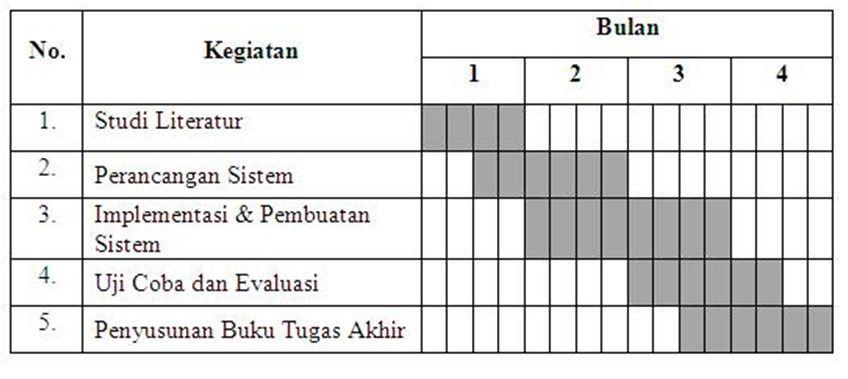 No. Kegiatan Bulan
1 2 3 4
1. Studi Literatur
2. Perancangan Sistem
3. Implementasi & Pembuatan
Sistem
4. Uji Coba dan Evaluasi
5. Penyusunan Buku Tugas Akhir